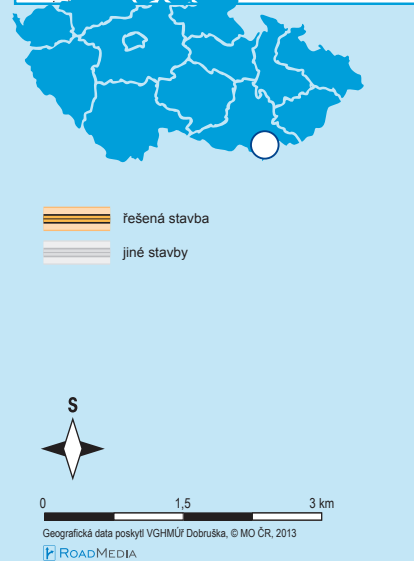 řešená stavba
jiné stavby
S
0 1,5 3 km
Geografická data poskytl VGHMÚř Dobruška, © MO ČR, 2013
ROADMEDIA